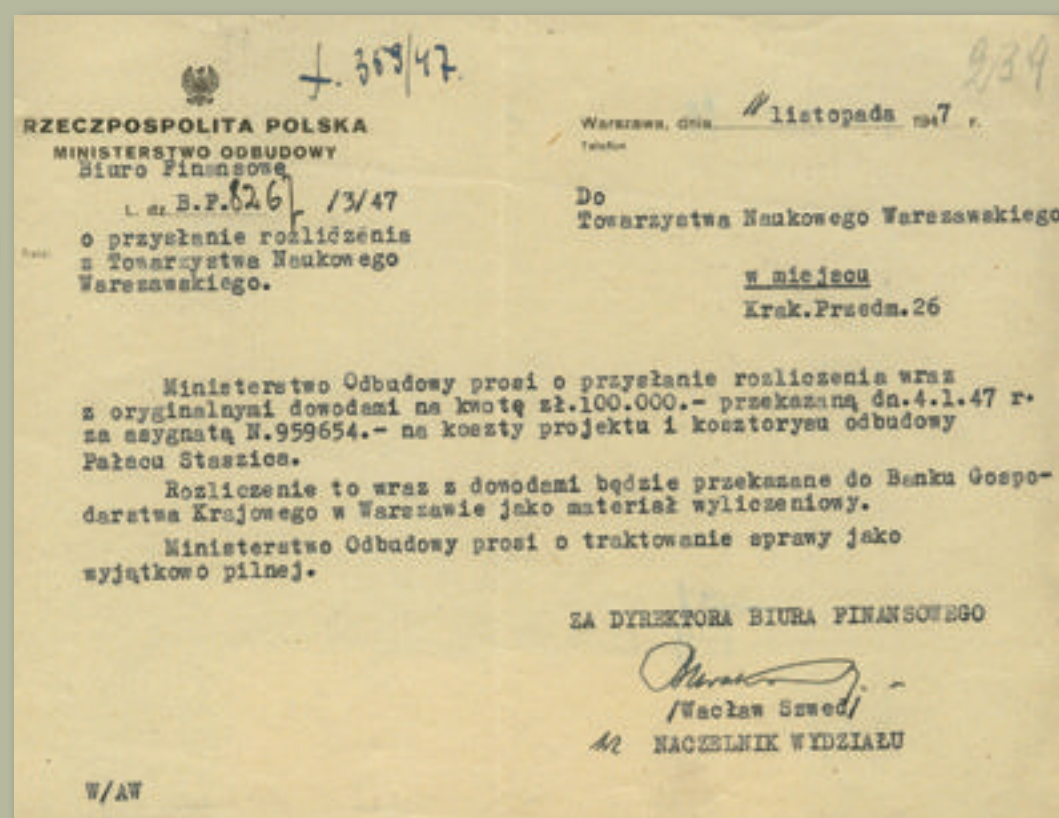 369/47.
239
RZECZPOSPOLITA POLSKA
MINISTERSTWO ODBUDOWY
Biuro Finansowe
L. dz. B.F.826/ /3/47
o przysłanie rozliczenia
z Towarzystwa Naukowego
Warszawskiego.
Warszawa, dnia listopada 1947 r.
Telefon
Do
Towarzystwa Naukowego Warszawskiego
w miejscu
Krak.Przedm.26
Ministerstwo Odbudowy prosi o przysłanie rozliczenia wraz
z oryginalnymi dowodami na kwotę zł.100.000.- przekazaną dn.4.1.47 r.
za asygnatą N.959654.- na koszty projektu i kosztorysu odbudowy
Pałacu Staszica.
Rozliczenie to wraz z dowodami będzie przekazane do Banku Gospo-
darstwa Krajowego w Warszawie jako materiał wyliczeniowy.
Ministerstwo Odbudowy prosi o traktowanie sprawy jako
wyjątkowo pilnej.
ZA DYREKTORA BIURA FINANSOWEGO
/Wacław Szwed/
NACZELNIK WYDZIAŁU
W/AW